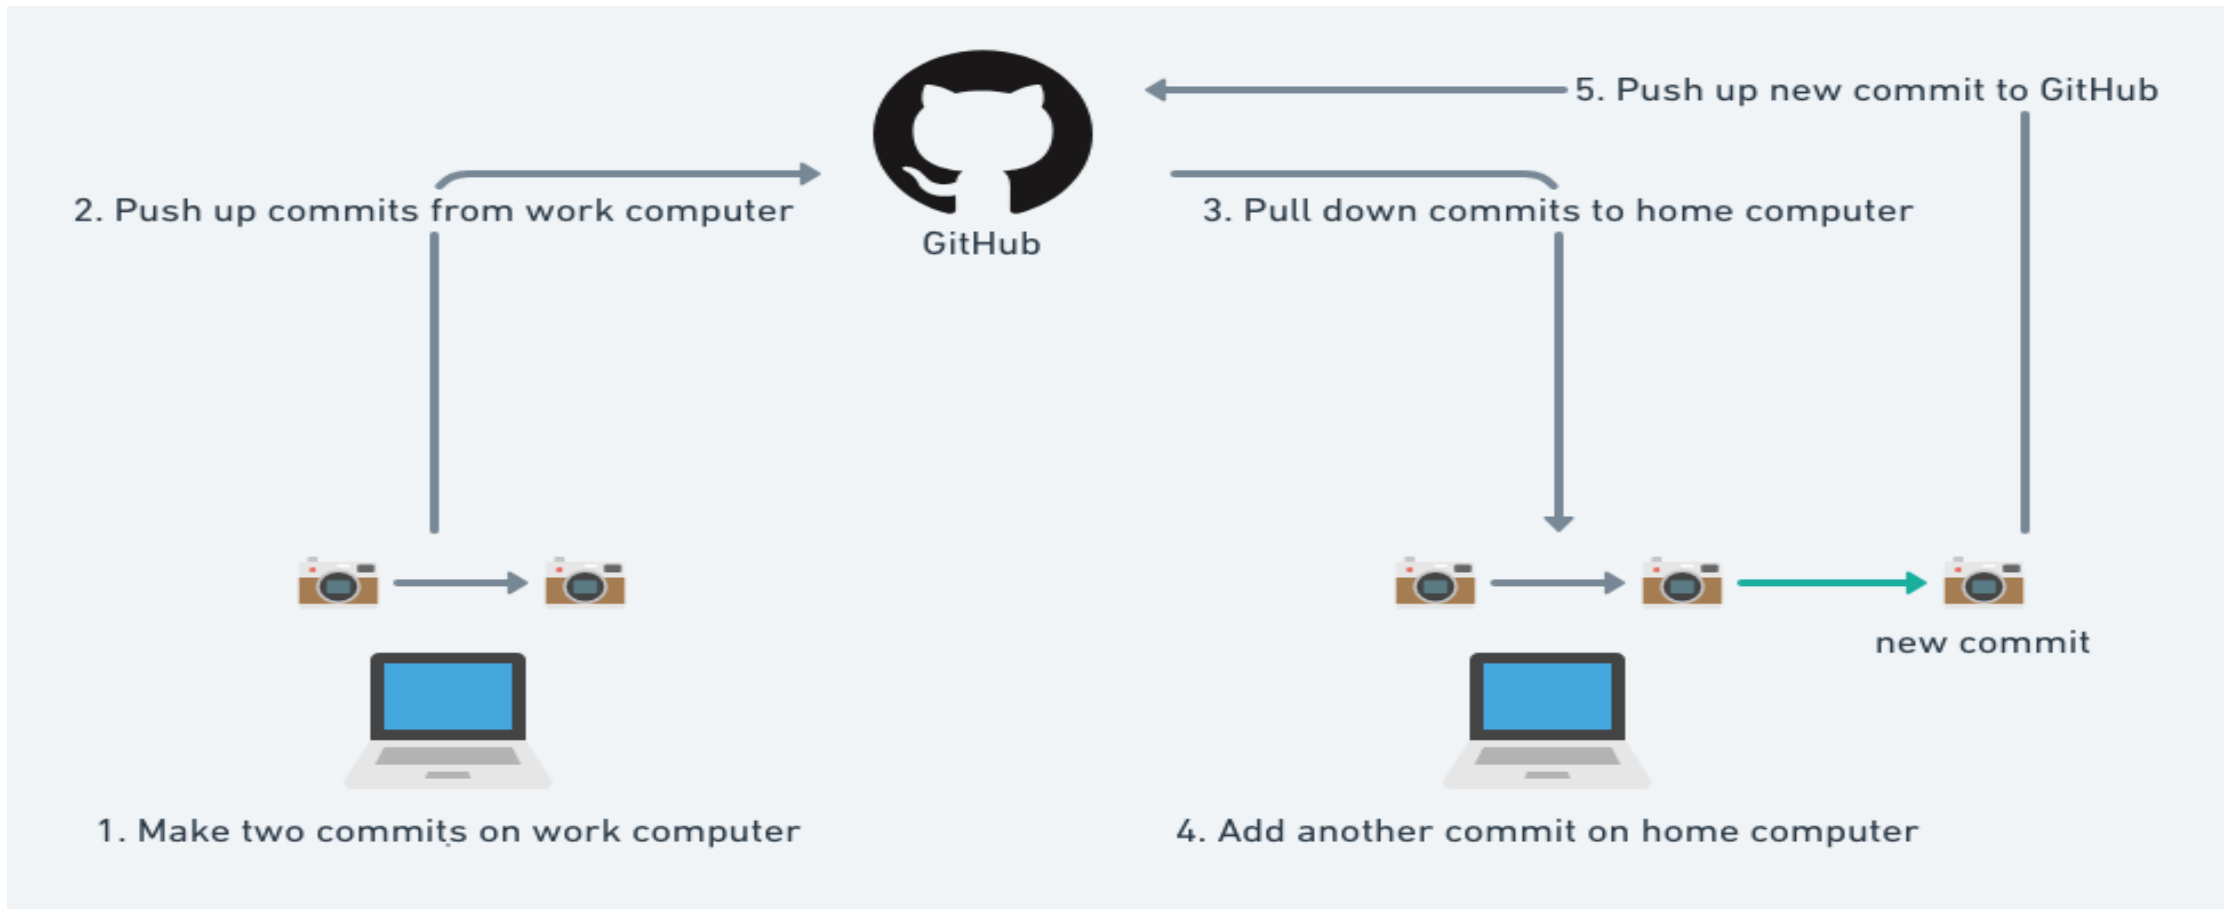 5. Push up new commit to GitHub
2. Push up commits from work computer
3. Pull down commits to home computer
GitHub
new commit
1. Make two commits on work computer
4. Add another commit on home computer